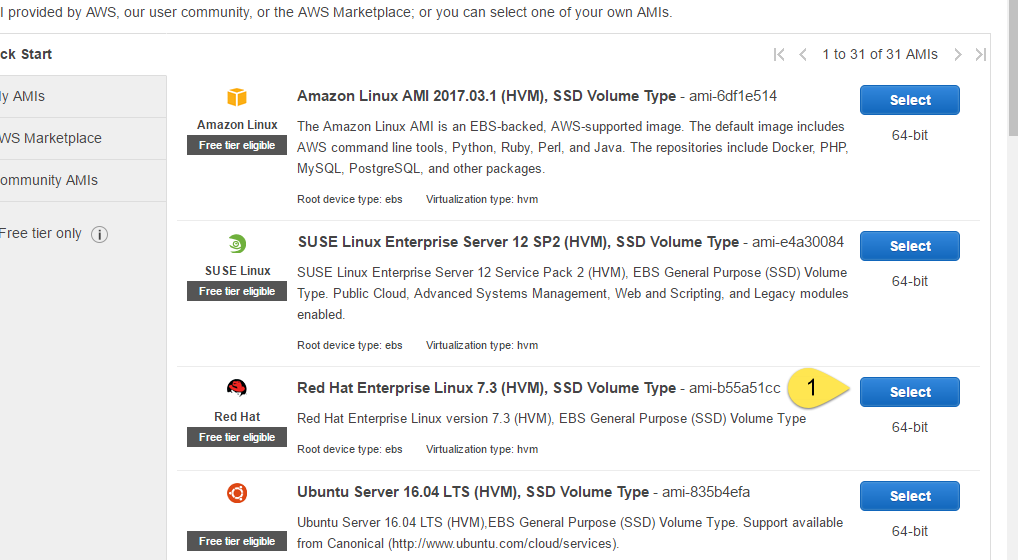 I provided by AWS, our user community, or the AWS Marketplace; or you can select one of your own AMIs.
ck Start
1 to 31 of 31 AMIs
y AMIs
WS Marketplace
ommunity AMIs
Free tier only i
Amazon Linux
Free tier eligible
Amazon Linux AMI 2017.03.1 (HVM), SSD Volume Type - ami-6df1e514
The Amazon Linux AMI is an EBS-backed, AWS-supported image. The default image includes
AWS command line tools, Python, Ruby, Perl, and Java. The repositories include Docker, PHP,
MySQL, PostgreSQL, and other packages.
Root device type: ebs Virtualization type: hvm
Select
64-bit
SUSE Linux
Free tier eligible
SUSE Linux Enterprise Server 12 SP2 (HVM), SSD Volume Type - ami-e4a30084
SUSE Linux Enterprise Server 12 Service Pack 2 (HVM), EBS General Purpose (SSD) Volume
Type. Public Cloud, Advanced Systems Management, Web and Scripting, and Legacy modules
enabled.
Root device type: ebs Virtualization type: hvm
Select
64-bit
Red Hat
Free tier eligible
Red Hat Enterprise Linux 7.3 (HVM), SSD Volume Type - ami-b55a51cc
Red Hat Enterprise Linux version 7.3 (HVM), EBS General Purpose (SSD) Volume Type
Root device type: ebs Virtualization type: hvm
1
Select
64-bit
Free tier eligible
Ubuntu Server 16.04 LTS (HVM), SSD Volume Type - ami-835b4efa
Ubuntu Server 16.04 LTS (HVM),EBS General Purpose (SSD) Volume Type. Support available
from Canonical (http://www.ubuntu.com/cloud/services).
Select
64-bit